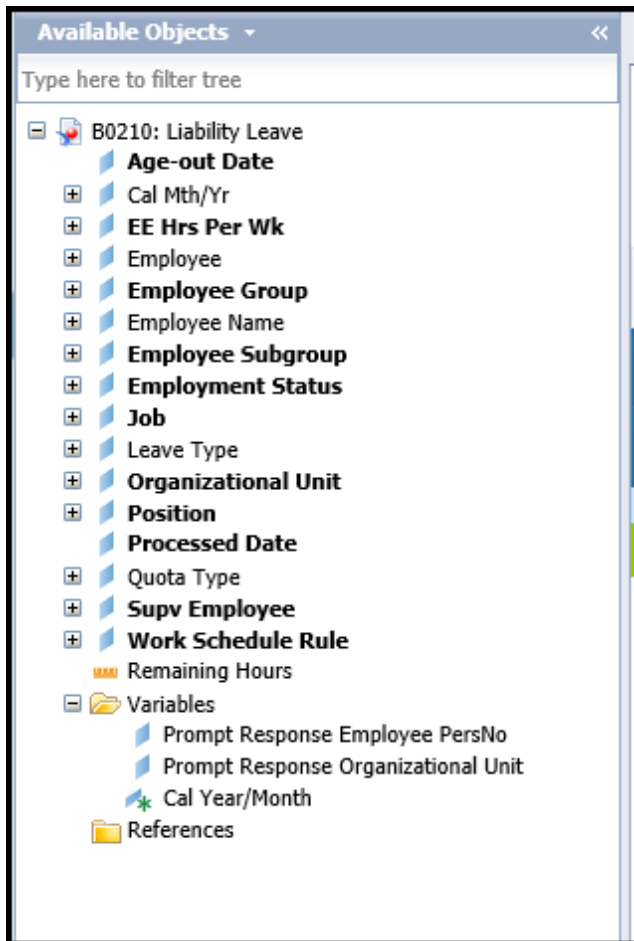 Available Objects
Type here to filter tree
B0210: Liability Leave
Age-out Date
Cal Mth/Yr
EE Hrs Per Wk
Employee
Employee Group
Employee Name
Employee Subgroup
Employment Status
Job
Leave Type
Organizational Unit
Position
Processed Date
Quota Type
Supv Employee
Work Schedule Rule
Remaining Hours
Variables
Prompt Response Employee PersNo
Prompt Response Organizational Unit
Cal Year/Month
References